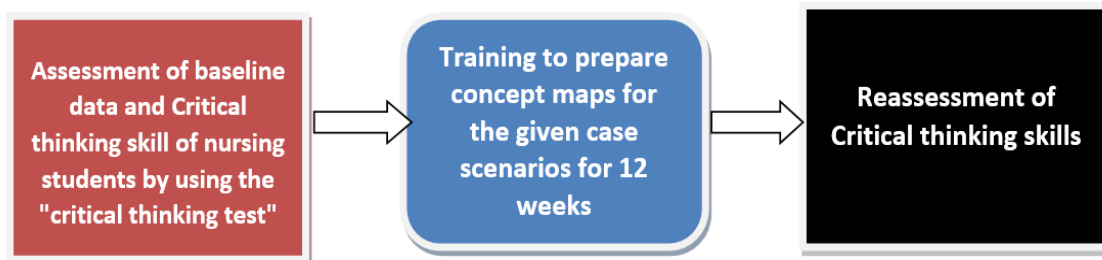 Assessment of baseline
data and Critical
thinking skill of nursing
students by using the
"critical thinking test"
Training to prepare
concept maps for
the given case
scenarios for 12
weeks
Reassessment of
Critical thinking skills